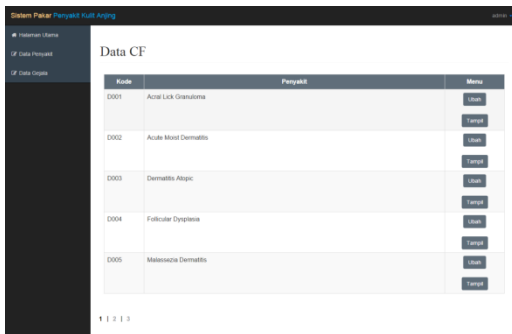 Sistem Pakar Penyakit Kulit Anjing
admin
Halaman Utama
Data Penyakit
Data Gejala
Data CF
Kode Penyakit Menu
D001 Acral Lick Granuloma Ubah
Tampil
D002 Acute Moist Dermatitis Ubah
Tampil
D003 Dermatitis Atopic Ubah
Tampil
D004 Follicular Dysplasia Ubah
Tampil
D005 Malassezia Dermatitis Ubah
Tampil
1 | 2 | 3